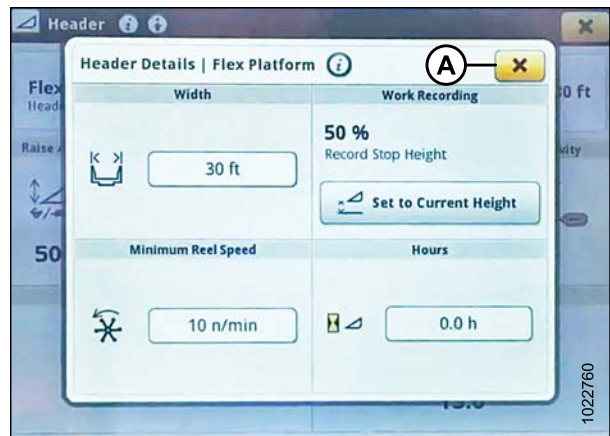 Header
Header Details | Flex Platform
A
Flex
Head
0 ft
Width
Work Recording
50 %
Record Stop Height
Raise
vity
30 ft
Set to Current Height
50
Minimum Reel Speed
Hours
10 n/min
0.0 h
1022760